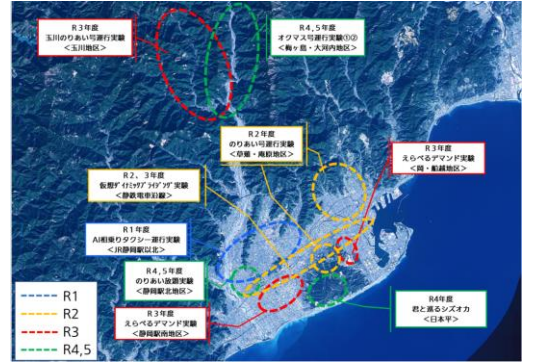 R3年度
玉川のりあい号運行実験
<玉川地区>
R4,5年度
オクマス号運行実験①②
<梅ヶ島・大河内地区>
R2年度
のりあい号運行実験
<草薙・庵原地区>
R3年度
えらべるデマンド実験
<岡・船越地区>
R2、3年度
仮想ダイナミックプライシング実験
<静鉄電車沿線>
R1年度
AI相乗りタクシー運行実験
<JR静岡駅以北>
R4,5年度
のりあい放題実験
<静岡駅北地区>
R3年度
えらべるデマンド実験
<静岡駅南地区>
R4年度
君と巡るシズオカ
<日本平>
R1
R2
R3
R4,5